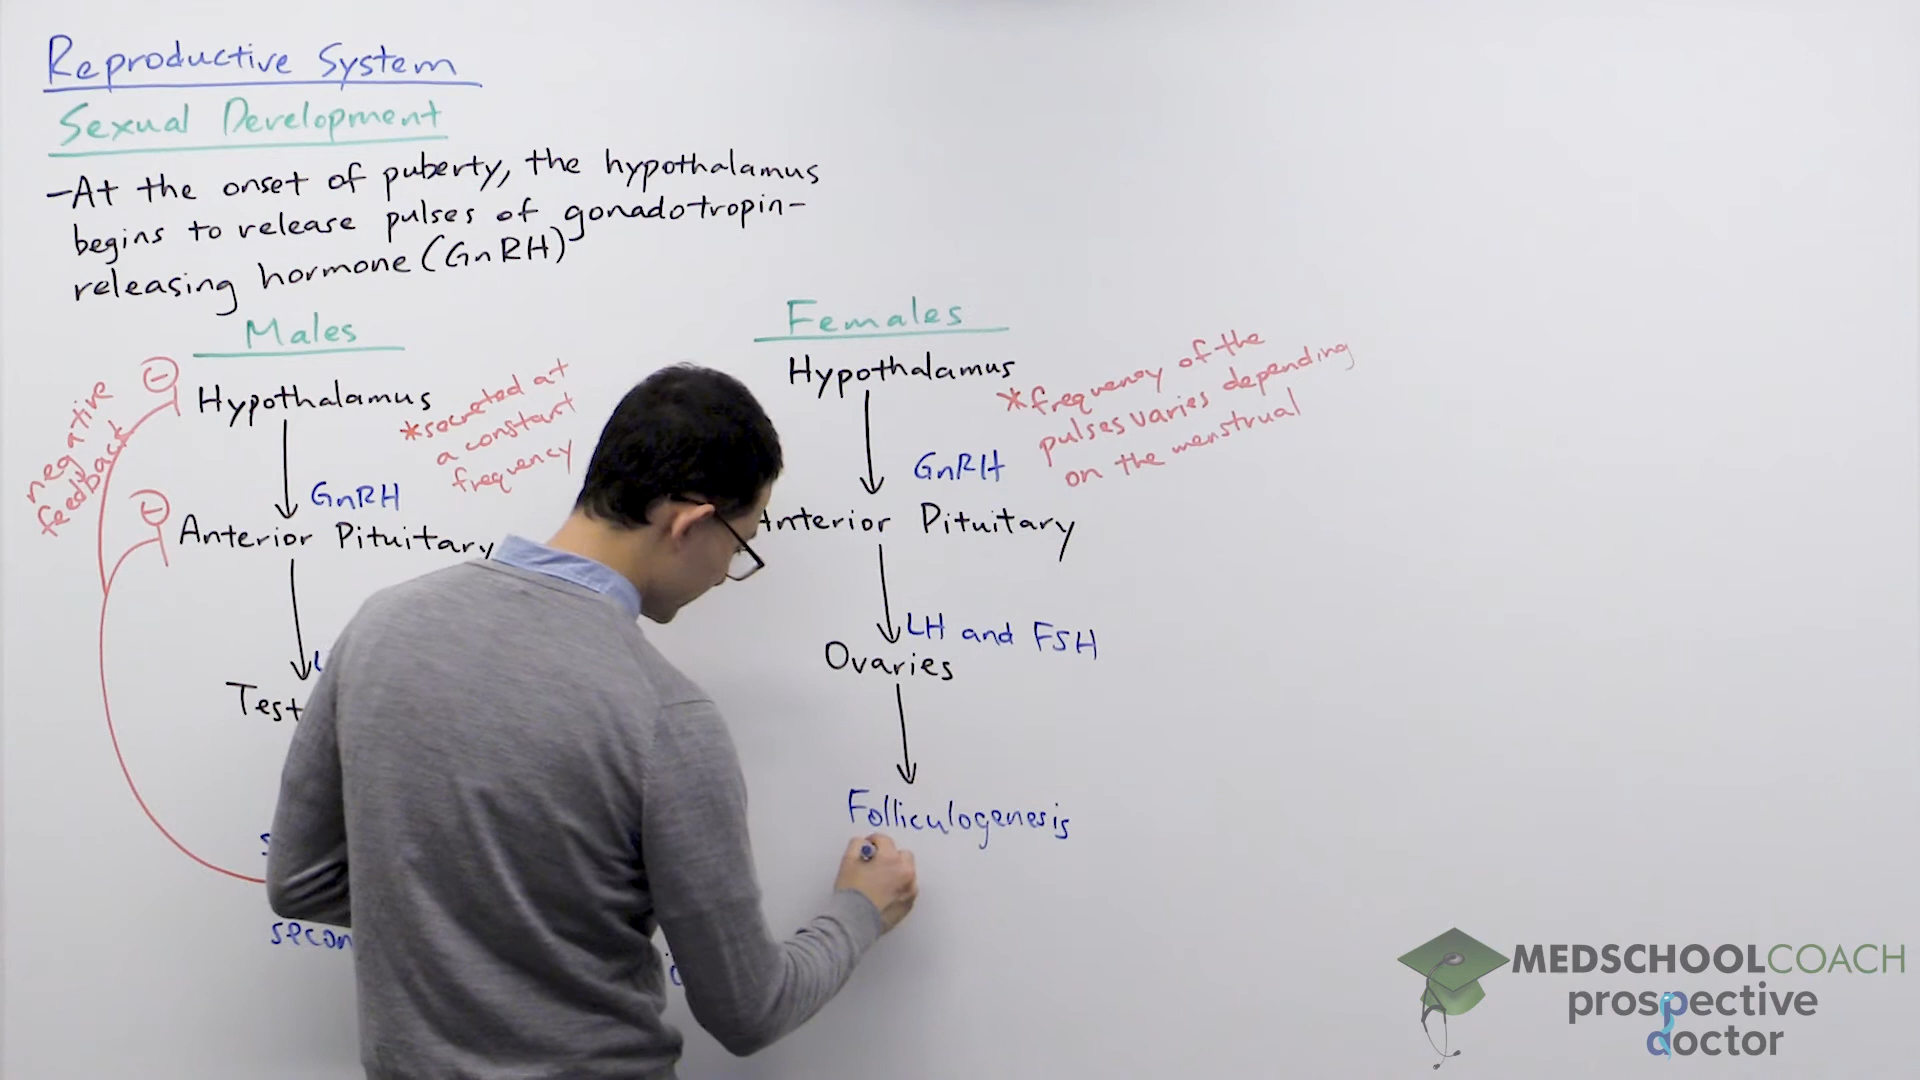 Reproductive System
Sexual Development
-At the onset of puberty, the hypothalamus
begins to release pulses of gonadotropin-
releasing hormone (GnRH)
Males
negative
feedback
Hypothalamus
*secreted at
a constant
frequency
GnRH
Anterior Pituitary
Females
Hypothalamus
*frequency of the
pulses varies depending
on the menstrual
GnRH
Anterior Pituitary
LH and FSH
Ovaries
Folliculogenesis
MEDSCHOOLCOACH
prospective
doctor